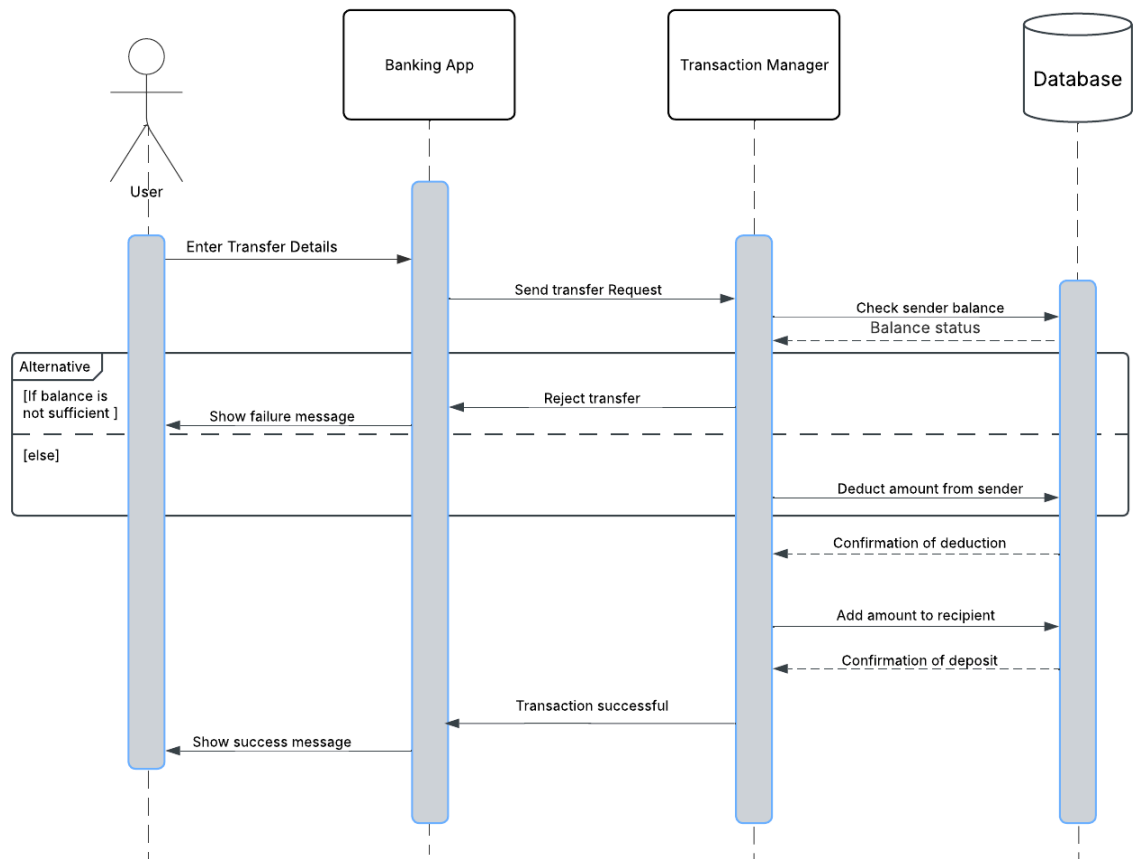 Banking App
Transaction Manager
Database
User
Enter Transfer Details
Send transfer Request
Check sender balance
Balance status
Alternative
[If balance is
not sufficient ]
Reject transfer
Show failure message
[else]
Deduct amount from sender
Confirmation of deduction
Add amount to recipient
Confirmation of deposit
Transaction successful
Show success message